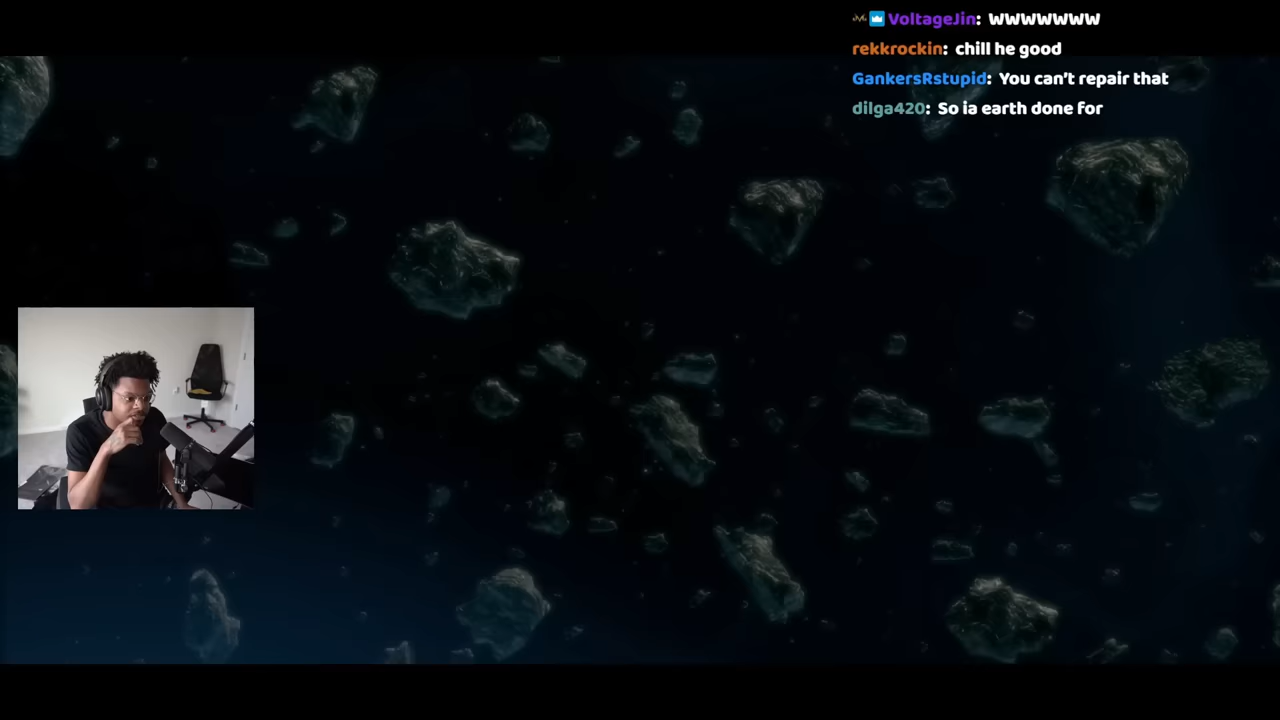 VoltageJin: WWWWWWW
rekkrockin: chill he good
GankersRstupid: You can't repair that
dilga420: So ia earth done for